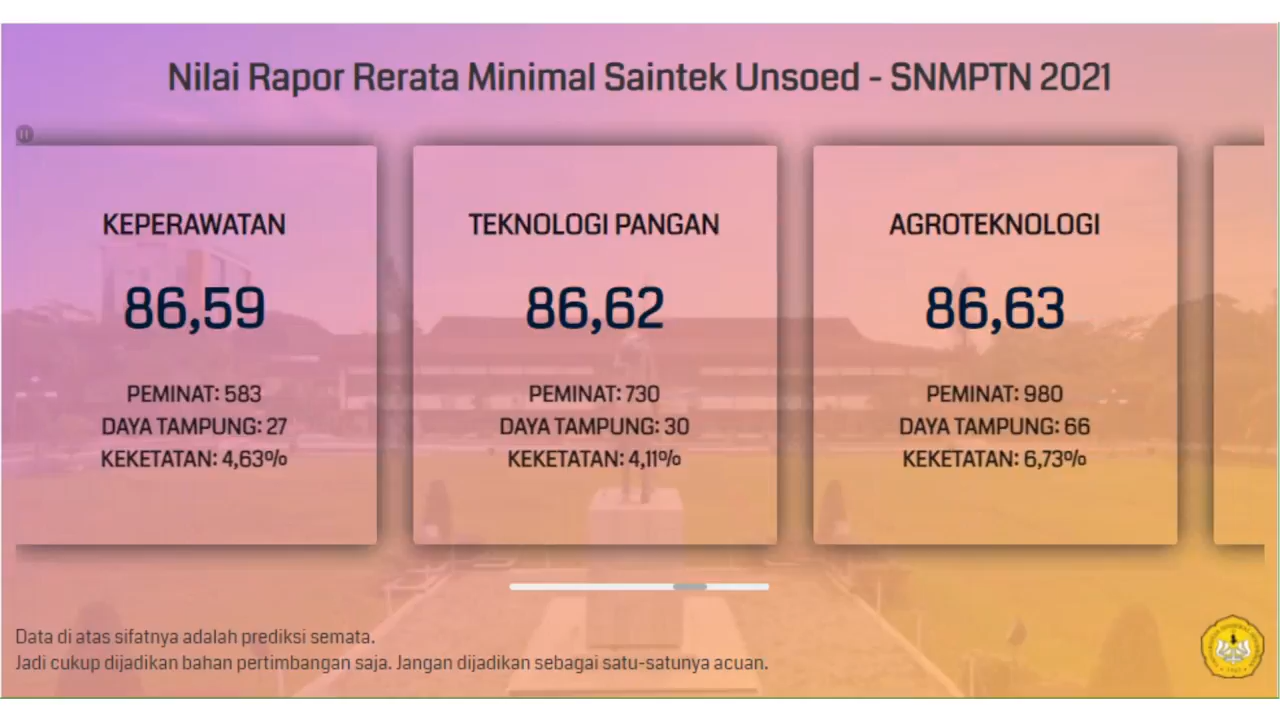 Nilai Rapor Rerata Minimal Saintek Unsoed - SNMPTN 2021
KEPERAWATAN
86,59
PEMINAT: 583
DAYA TAMPUNG: 27
KEKETATAN: 4,63%
TEKNOLOGI PANGAN
86,62
PEMINAT: 730
DAYA TAMPUNG: 30
KEKETATAN: 4,11%
AGROTEKNOLOGI
86,63
PEMINAT: 980
DAYA TAMPUNG: 66
KEKETATAN: 6,73%
Data di atas sifatnya adalah prediksi semata.
Jadi cukup dijadikan bahan pertimbangan saja. Jangan dijadikan sebagai satu-satunya acuan.